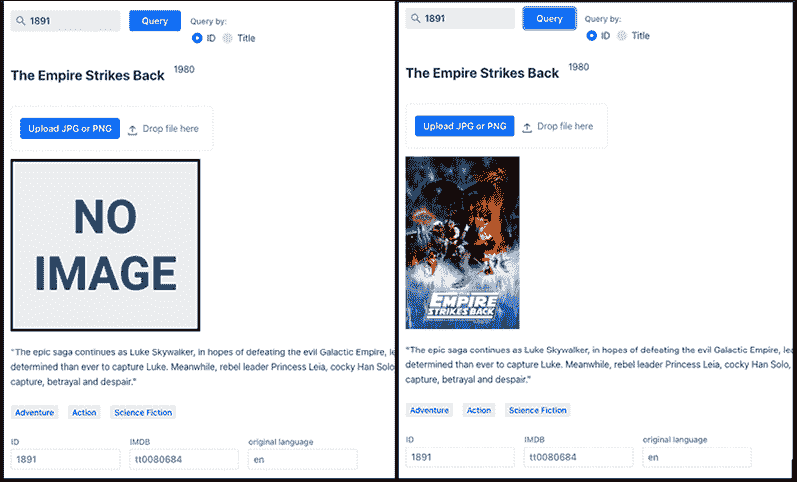 1891 Query Query by:
ID Title
The Empire Strikes Back 1980
Upload JPG or PNG Drop file here
NO
IMAGE
"The epic saga continues as Luke Skywalker, in hopes of defeating the evil Galactic Empire, le
determined than ever to capture Luke. Meanwhile, rebel leader Princess Leia, cocky Han Solo,
capture, betrayal and despair."
Adventure Action Science Fiction
ID IMDB original language
1891 tt0080684 en
1891 Query Query by:
ID Title
The Empire Strikes Back 1980
Upload JPG or PNG Drop file here
EMPIRE
STRIKES BACK
"The epic saga continues as Luke Skywalker, in hopes of defeating the evil Galactic Empire, lea
determined than ever to capture Luke. Meanwhile, rebel leader Princess Leia, cocky Han Solo,
capture, betrayal and despair."
Adventure Action Science Fiction
ID IMDB original language
1891 tt0080684 en